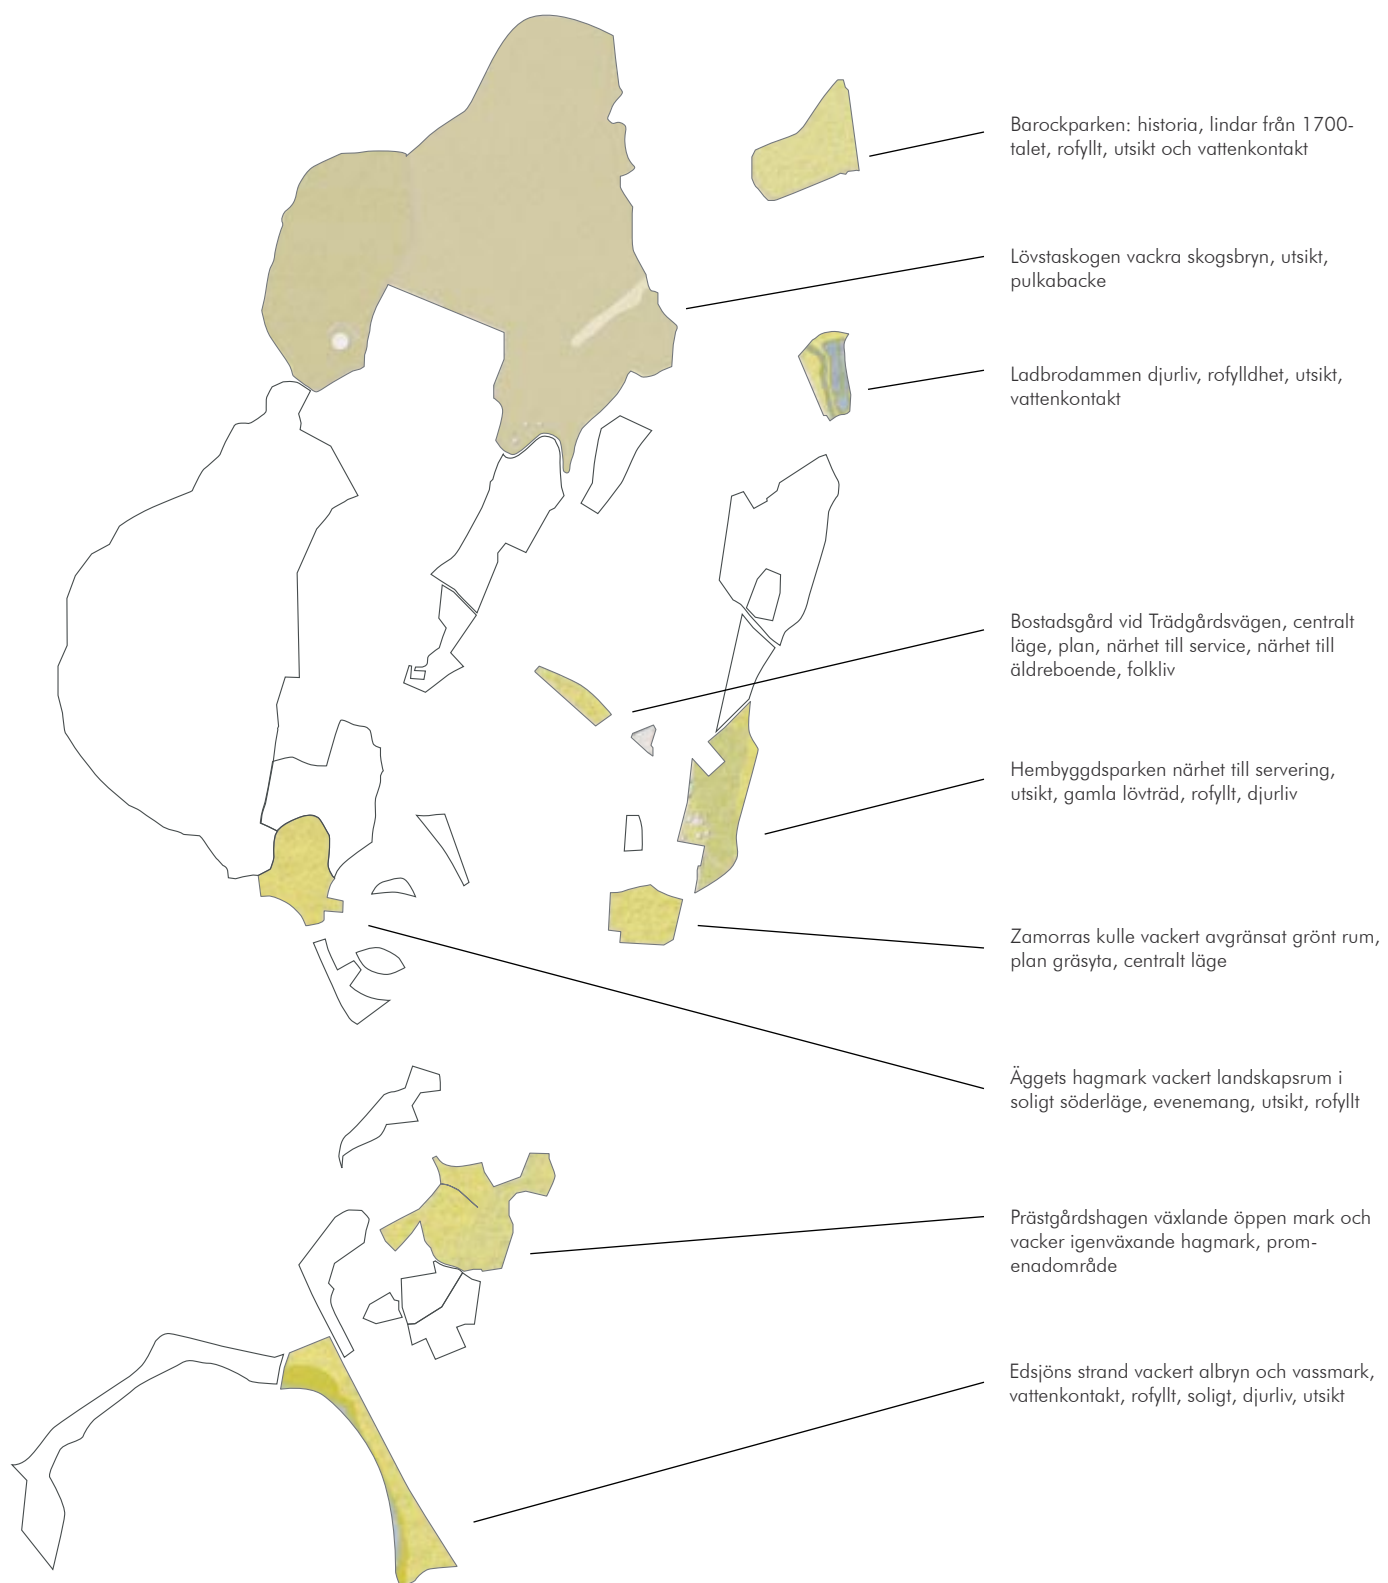 Barockparken: historia, lindar från 1700-
talet, rofyllt, utsikt och vattenkontakt
Lövstaskogen vackra skogsbryn, utsikt,
pulkabacke
Ladbrodammen djurliv, rofylldhet, utsikt,
vattenkontakt
Bostadsgård vid Trädgårdsvägen, centralt
läge, plan, närhet till service, närhet till
äldreboende, folkliv
Hembyggdsparken närhet till servering,
utsikt, gamla lövträd, rofyllt, djurliv
Zamorras kulle vackert avgränsat grönt rum,
plan gräsyta, centralt läge
Äggets hagmark vackert landskapsrum i
soligt söderläge, evenemang, utsikt, rofyllt
Prästgårdshagen växlande öppen mark och
vacker igenväxande hagmark, prom-
enadområde
Edsjöns strand vackert albryn och vassmark,
vattenkontakt, rofyllt, soligt, djurliv, utsikt